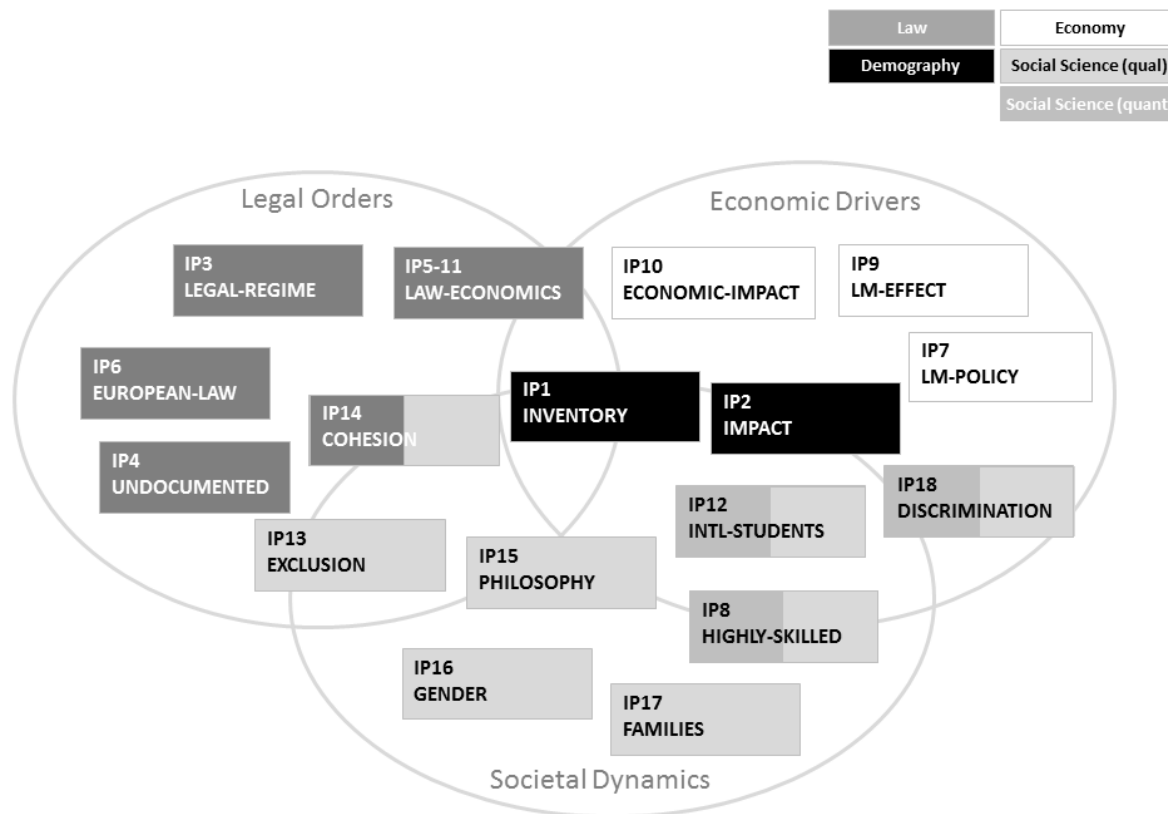 Law
Economy
Demography
Social Science (qual)
Social Science (quant
Legal Orders
Economic Drivers
IP3
LEGAL-REGIME
IP5-11
LAW-ECONOMICS
IP10
ECONOMIC-IMPACT
IP9
LM-EFFECT
IP7
LM-POLICY
IP6
EUROPEAN-LAW
IP14
COHESION
IP1
INVENTORY
IP2
IMPACT
IP4
UNDOCUMENTED
IP13
EXCLUSION
IP15
PHILOSOPHY
IP12
INTL-STUDENTS
IP18
DISCRIMINATION
IP8
HIGHLY-SKILLED
IP16
GENDER
IP17
FAMILIES
Societal Dynamics